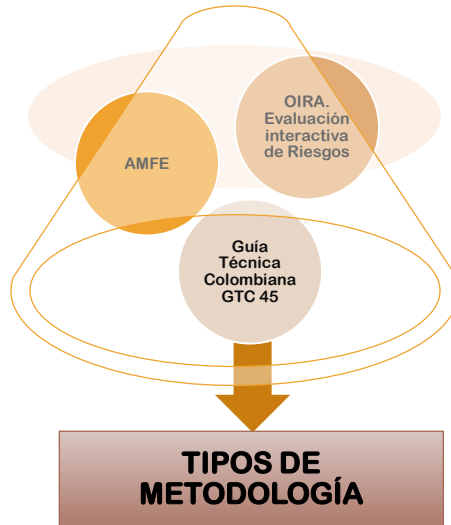 OIRA.
Evaluación
interactiva
de Riesgos
AMFE
Guía
Técnica
Colombiana
GTC 45
TIPOS DE
METODOLOGÍA